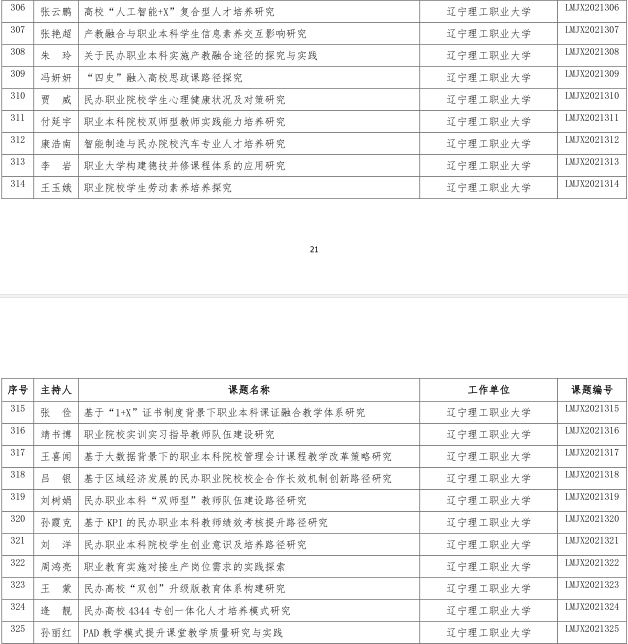 306 张云鹏 高校“人工智能+X”复合型人才培养研究 辽宁理工职业大学 LMJX2021306
307 张艳超 产教融合与职业本科学生信息素养交互影响研究 辽宁理工职业大学 LMJX2021307
308 朱 玲 关于民办职业本科实施产教融合途径的探究与实践 辽宁理工职业大学 LMJX2021308
309 冯妍妍 “四史”融入高校思政课路径探究 辽宁理工职业大学 LMJX2021309
310 贾 威 民办职业院校学生心理健康状况及对策研究 辽宁理工职业大学 LMJX2021310
311 付延宇 职业本科院校双师型教师实践能力培养研究 辽宁理工职业大学 LMJX2021311
312 康浩南 智能制造与民办院校汽车专业人才培养研究 辽宁理工职业大学 LMJX2021312
313 李 岩 职业大学构建德技并修课程体系的应用研究 辽宁理工职业大学 LMJX2021313
314 王玉娥 职业院校学生劳动素养培养探究 辽宁理工职业大学 LMJX2021314
21
序号 主持人 课题名称 工作单位 课题编号
315 张 俭 基于“1+X”证书制度背景下职业本科课证融合教学体系研究 辽宁理工职业大学 LMJX2021315
316 靖书博 职业院校实训实习指导教师队伍建设研究 辽宁理工职业大学 LMJX2021316
317 王喜闻 基于大数据背景下的职业本科院校管理会计课程教学改革策略研究 辽宁理工职业大学 LMJX2021317
318 吕 银 基于区域经济发展的民办职业院校校企合作长效机制创新路径研究 辽宁理工职业大学 LMJX2021318
319 刘树娟 民办职业本科“双师型”教师队伍建设路径研究 辽宁理工职业大学 LMJX2021319
320 孙霞克 基于 KPI 的民办职业本科教师绩效考核提升路径研究 辽宁理工职业大学 LMJX2021320
321 刘 洋 民办职业本科院校学生创业意识及培养路径研究 辽宁理工职业大学 LMJX2021321
322 周鸿亮 职业教育实施对接生产岗位需求的实践探索 辽宁理工职业大学 LMJX2021322
323 王 蒙 民办高校“双创”升级版教育体系构建研究 辽宁理工职业大学 LMJX2021323
324 逄 靓 民办高校 4344 专创一体化人才培养模式研究 辽宁理工职业大学 LMJX2021324
325 孙丽红 PAD 教学模式提升课堂教学质量研究与实践 辽宁理工职业大学 LMJX2021325